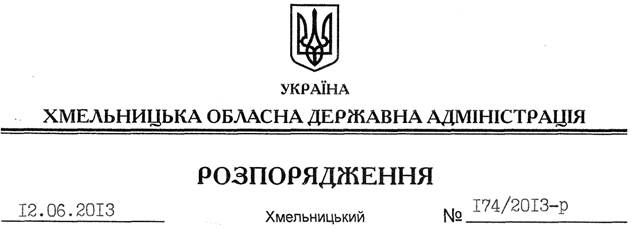 УКРАЇНА
ХМЕЛЬНИЦЬКА ОБЛАСНА ДЕРЖАВНА АДМІНІСТРАЦІЯ
РОЗПОРЯДЖЕННЯ
12.06.2013 Хмельницький № 174/2013-р